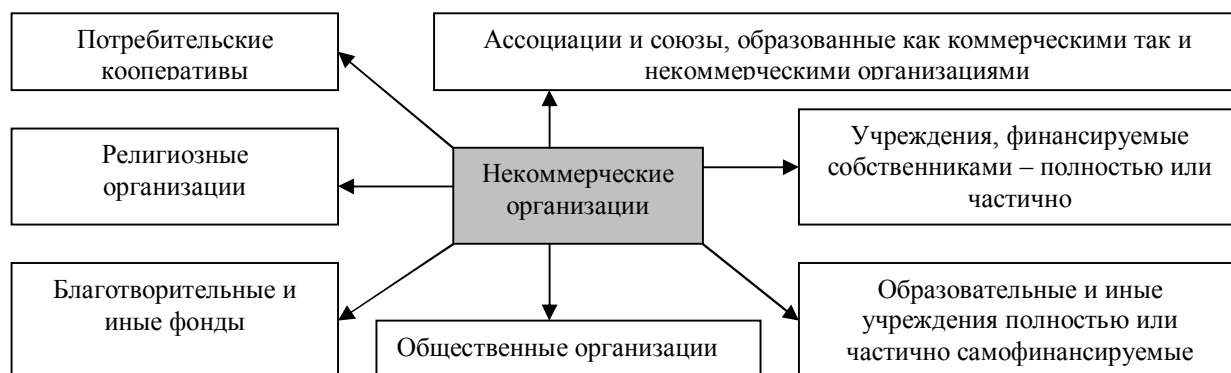 Потребительские
кооперативы
Ассоциации и союзы, образованные как коммерческими так и
некоммерческими организациями
Религиозные
организации
Некоммерческие
организации
Учреждения, финансируемые
собственниками – полностью или
частично
Благотворительные и
иные фонды
Общественные организации
Образовательные и иные
учреждения полностью или
частично самофинансируемые